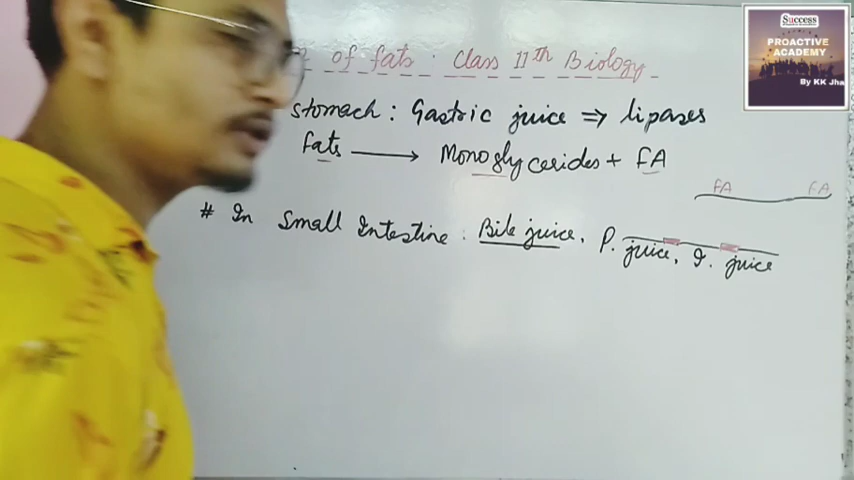 of fats. Class 11th Biology
stomach: Gastric juice ⇒ lipases
fats → Monoglycerides + FA
FA FA
# In Small Intestine: Bile juice, P. juice, I. juice
Success
PROACTIVE
ACADEMY
By KK Jha